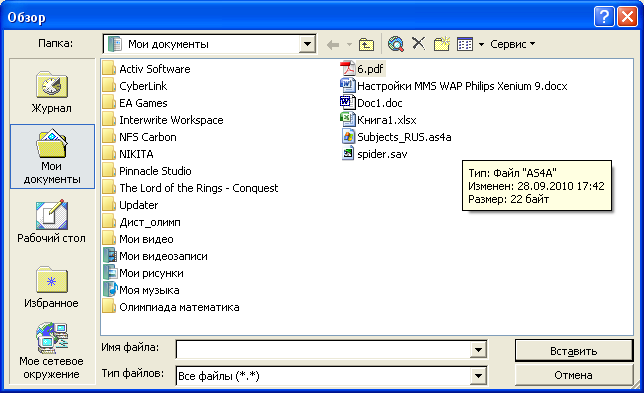 Обзор
Папка:
Мои документы
Сервис
Журнал
Мои
документы
Рабочий стол
Избранное
Мое сетевое
окружение
Activ Software
CyberLink
EA Games
Interwrite Workspace
NFS Carbon
NIKITA
Pinnacle Studio
The Lord of the Rings - Conquest
Updater
Дист_олимп
Мои видео
Мои видеозаписи
Мои рисунки
Моя музыка
Олимпиада математика
6.pdf
Настройки MMS WAP Philips Xenium 9.docx
Doc1.doc
Книга1.xlsx
Subjects_RUS.as4a
spider.sav
Тип: Файл "AS4A"
Изменен: 28.09.2010 17:42
Размер: 22 байт
Имя файла:
Тип файлов:
Все файлы (*.*)
Вставить
Отмена